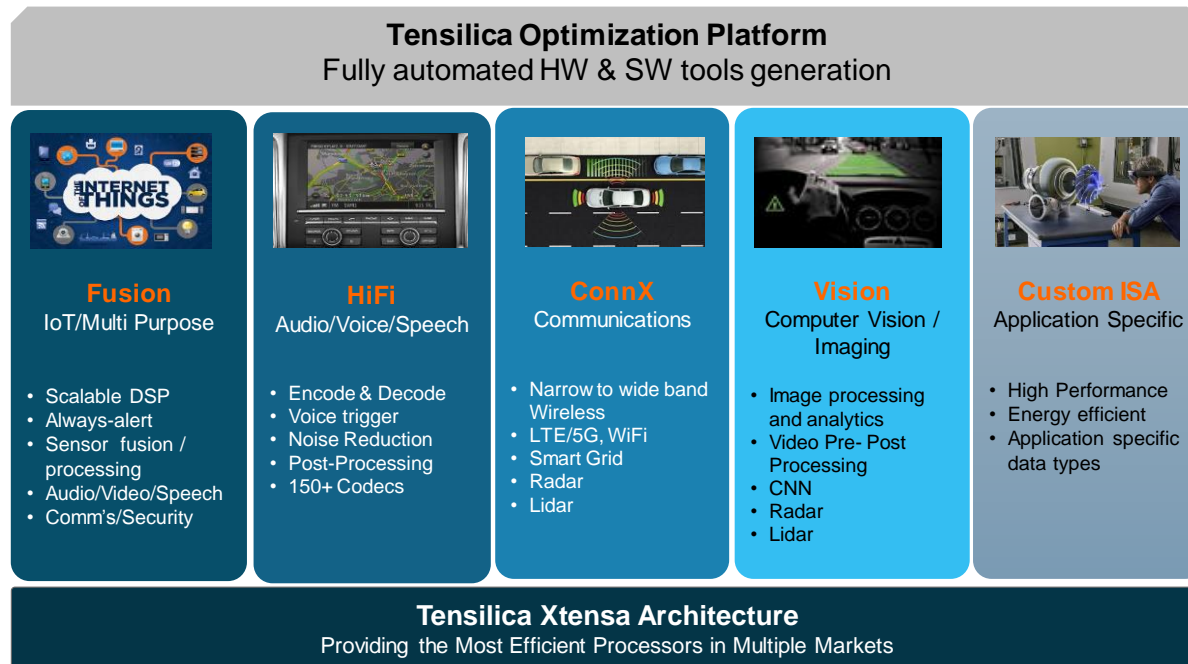 Tensilica Optimization Platform
Fully automated HW & SW tools generation
THE
INTERNET
OF THINGS
Fusion
IoT/Multi Purpose
• Scalable DSP
• Always-alert
• Sensor fusion /
processing
• Audio/Video/Speech
• Comm's/Security
HiFi
Audio/Voice/Speech
• Encode & Decode
• Voice trigger
• Noise Reduction
• Post-Processing
• 150+ Codecs
ConnX
Communications
• Narrow to wide band
Wireless
• LTE/5G, WiFi
• Smart Grid
• Radar
• Lidar
Vision
Computer Vision /
Imaging
• Image processing
and analytics
• Video Pre- Post
Processing
• CNN
• Radar
• Lidar
Custom ISA
Application Specific
• High Performance
• Energy efficient
• Application specific
data types
Tensilica Xtensa Architecture
Providing the Most Efficient Processors in Multiple Markets